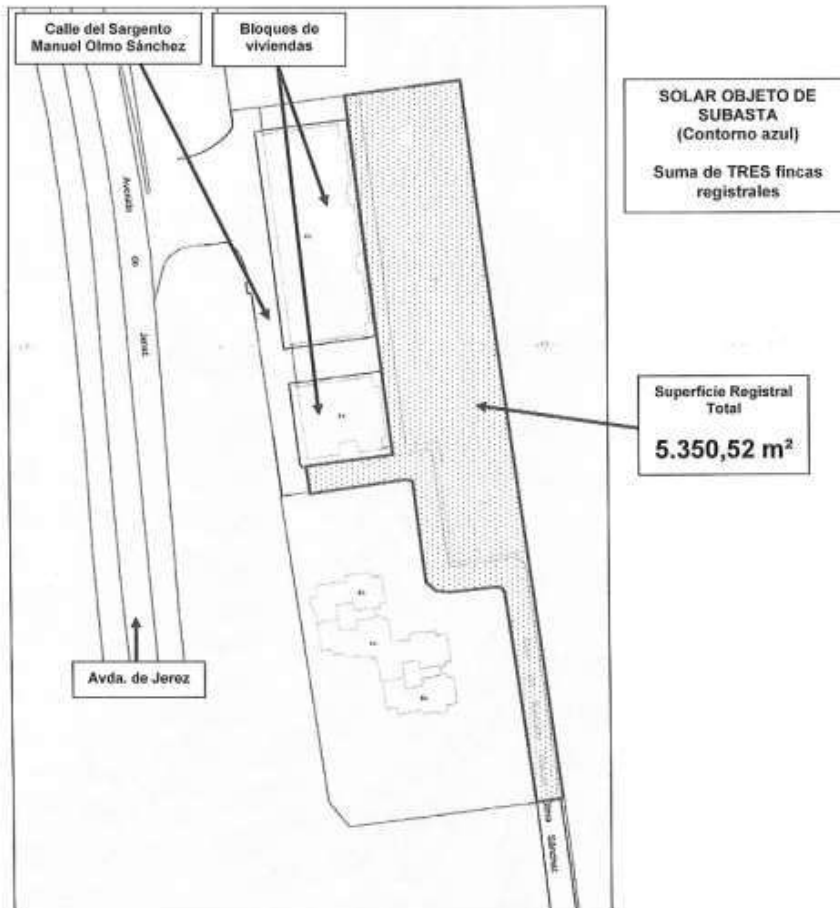 Calle del Sargento
Manuel Olmo Sánchez
Bloques de
viviendas
SOLAR OBJETO DE
SUBASTA
(Contorno azul)
Suma de TRES fincas
registrales
Avenida de Jerez
Superficie Registral
Total
5.350,52 m²
Avda. de Jerez
Sánchez